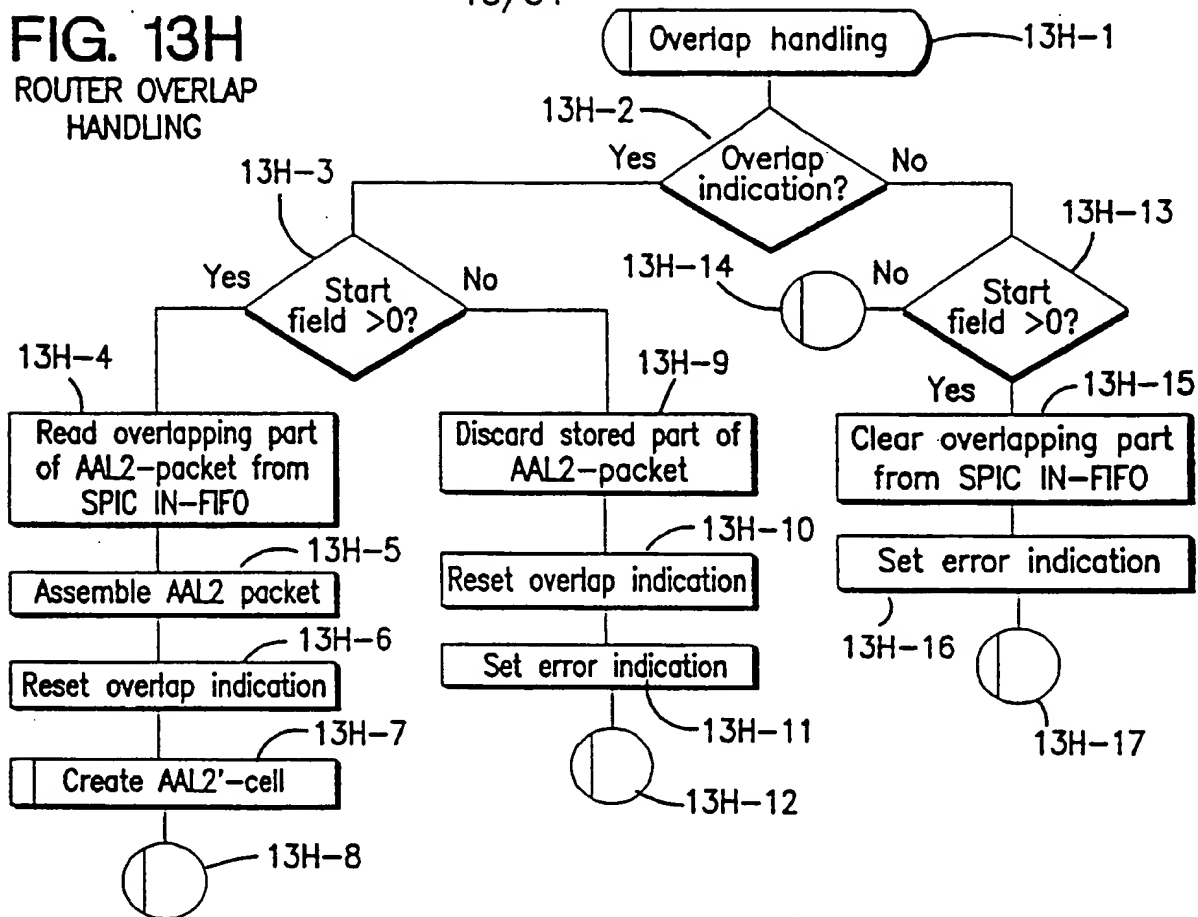 FIG. 13H
ROUTER OVERLAP
HANDLING
Overlap handling
13H-1
13H-2
Overlap
indication?
Yes
No
13H-3
Start
field >0?
Yes
No
13H-13
Start
field >0?
No
Yes
13H-14
13H-4
Read overlapping part
of AAL2-packet from
SPIC IN-FIFO
13H-5
Assemble AAL2 packet
13H-6
Reset overlap indication
13H-7
Create AAL2'-cell
13H-8
13H-9
Discard stored part of
AAL2-packet
13H-10
Reset overlap indication
Set error indication
13H-11
13H-12
13H-15
Clear overlapping part
from SPIC IN-FIFO
Set error indication
13H-16
13H-17